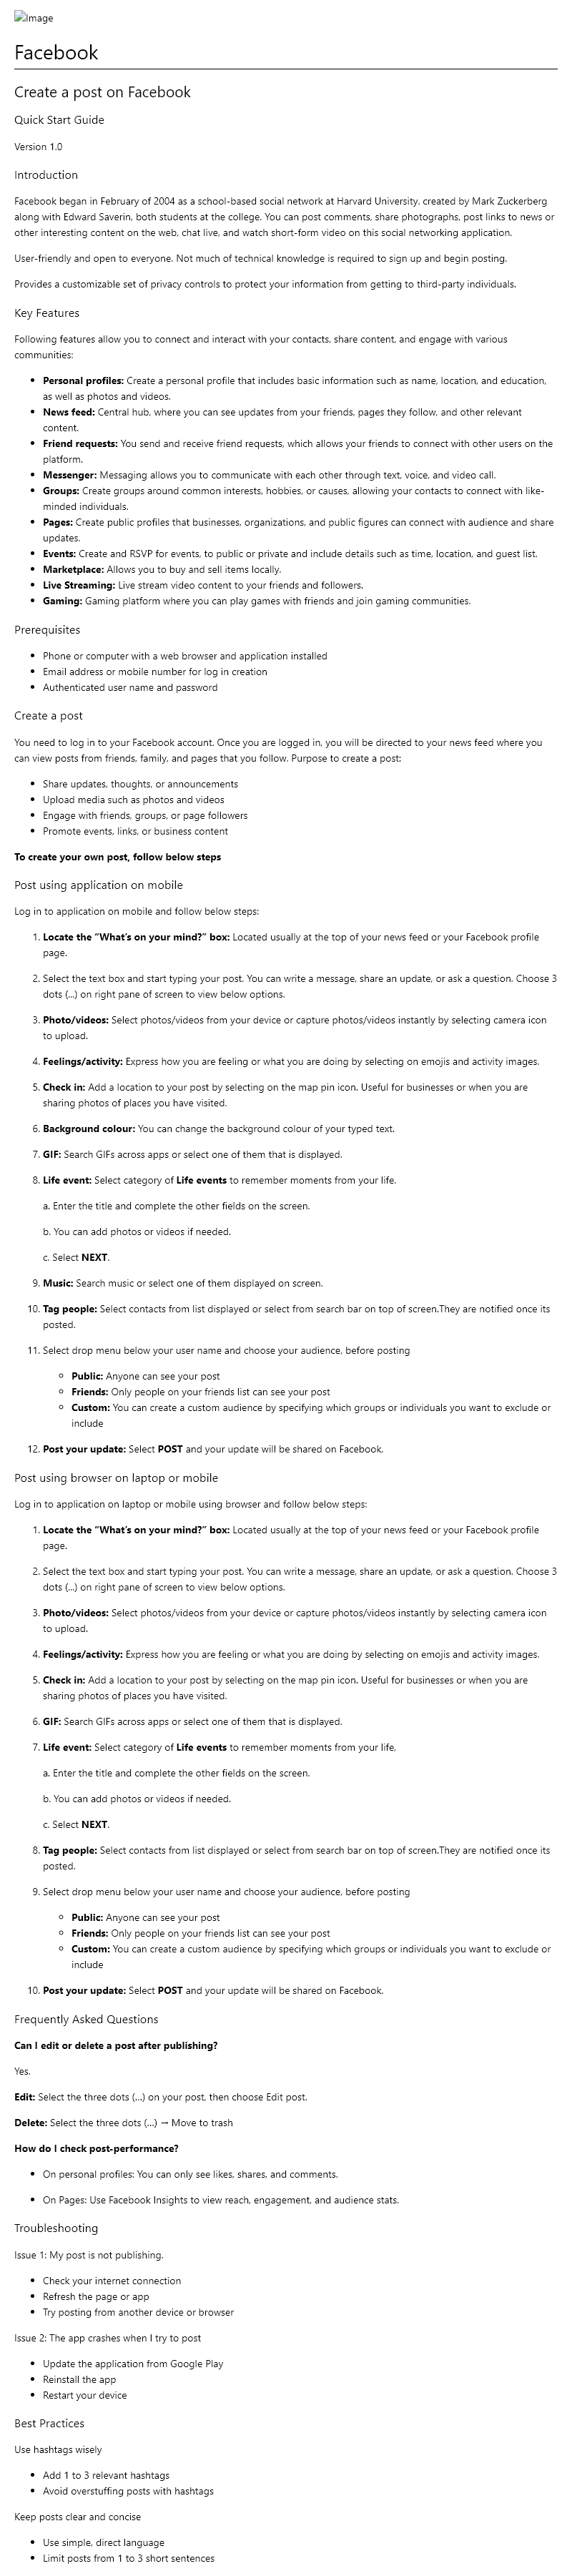 Image
Facebook
Create a post on Facebook
Quick Start Guide
Version 1.0
Introduction
Facebook began in February of 2004 as a school-based social network at Harvard University. created by Mark Zuckerberg
along with Edward Saverin, both students at the college. You can post comments, share photographs, post links to news or
other interesting content on the web, chat live, and watch short-form video on this social networking application.
User-friendly and open to everyone. Not much of technical knowledge is required to sign up and begin posting.
Provides a customizable set of privacy controls to protect your information from getting to third-party individuals.
Key Features
Following features allow you to connect and interact with your contacts, share content, and engage with various
communities:
• Personal profiles: Create a personal profile that includes basic information such as name, location, and education,
as well as photos and videos.
• News feed: Central hub, where you can see updates from your friends, pages they follow, and other relevant
content.
• Friend requests: You send and receive friend requests, which allows your friends to connect with other users on the
platform.
• Messenger: Messaging allows you to communicate with each other through text, voice, and video call.
• Groups: Create groups around common interests, hobbies, or causes, allowing your contacts to connect with like-
minded individuals.
• Pages: Create public profiles that businesses, organizations, and public figures can connect with audience and share
updates.
• Events: Create and RSVP for events, to public or private and include details such as time, location, and guest list.
• Marketplace: Allows you to buy and sell items locally.
• Live Streaming: Live stream video content to your friends and followers.
• Gaming: Gaming platform where you can play games with friends and join gaming communities.
Prerequisites
• Phone or computer with a web browser and application installed
• Email address or mobile number for log in creation
• Authenticated user name and password
Create a post
You need to log in to your Facebook account. Once you are logged in, you will be directed to your news feed where you
can view posts from friends, family, and pages that you follow. Purpose to create a post:
• Share updates, thoughts, or announcements
• Upload media such as photos and videos
• Engage with friends, groups, or page followers
• Promote events, links, or business content
To create your own post, follow below steps
Post using application on mobile
Log in to application on mobile and follow below steps:
1. Locate the “What’s on your mind?” box: Located usually at the top of your news feed or your Facebook profile
page.
2. Select the text box and start typing your post. You can write a message, share an update, or ask a question. Choose 3
dots (...) on right pane of screen to view below options.
3. Photo/videos: Select photos/videos from your device or capture photos/videos instantly by selecting camera icon
to upload.
4. Feelings/activity: Express how you are feeling or what you are doing by selecting on emojis and activity images.
5. Check in: Add a location to your post by selecting on the map pin icon. Useful for businesses or when you are
sharing photos of places you have visited.
6. Background colour: You can change the background colour of your typed text.
7. GIF: Search GIFs across apps or select one of them that is displayed.
8. Life event: Select category of Life events to remember moments from your life.
a. Enter the title and complete the other fields on the screen.
b. You can add photos or videos if needed.
c. Select NEXT.
9. Music: Search music or select one of them displayed on screen.
10. Tag people: Select contacts from list displayed or select from search bar on top of screen.They are notified once its
posted.
11. Select drop menu below your user name and choose your audience, before posting
◦ Public: Anyone can see your post
◦ Friends: Only people on your friends list can see your post
◦ Custom: You can create a custom audience by specifying which groups or individuals you want to exclude or
include
12. Post your update: Select POST and your update will be shared on Facebook.
Post using browser on laptop or mobile
Log in to application on laptop or mobile using browser and follow below steps:
1. Locate the “What’s on your mind?” box: Located usually at the top of your news feed or your Facebook profile
page.
2. Select the text box and start typing your post. You can write a message, share an update, or ask a question. Choose 3
dots (...) on right pane of screen to view below options.
3. Photo/videos: Select photos/videos from your device or capture photos/videos instantly by selecting camera icon
to upload.
4. Feelings/activity: Express how you are feeling or what you are doing by selecting on emojis and activity images.
5. Check in: Add a location to your post by selecting on the map pin icon. Useful for businesses or when you are
sharing photos of places you have visited.
6. GIF: Search GIFs across apps or select one of them that is displayed.
7. Life event: Select category of Life events to remember moments from your life,
a. Enter the title and complete the other fields on the screen.
b. You can add photos or videos if needed.
c. Select NEXT.
8. Tag people: Select contacts from list displayed or select from search bar on top of screen.They are notified once its
posted.
9. Select drop menu below your user name and choose your audience, before posting
◦ Public: Anyone can see your post
◦ Friends: Only people on your friends list can see your post
◦ Custom: You can create a custom audience by specifying which groups or individuals you want to exclude or
include
10. Post your update: Select POST and your update will be shared on Facebook.
Frequently Asked Questions
Can I edit or delete a post after publishing?
Yes.
Edit: Select the three dots (...) on your post, then choose Edit post.
Delete: Select the three dots (...) → Move to trash
How do I check post-performance?
• On personal profiles: You can only see likes, shares, and comments.
• On Pages: Use Facebook Insights to view reach, engagement, and audience stats.
Troubleshooting
Issue 1: My post is not publishing.
• Check your internet connection
• Refresh the page or app
• Try posting from another device or browser
Issue 2: The app crashes when I try to post
• Update the application from Google Play
• Reinstall the app
• Restart your device
Best Practices
Use hashtags wisely
• Add 1 to 3 relevant hashtags
• Avoid overstuffing posts with hashtags
Keep posts clear and concise
• Use simple, direct language
• Limit posts from 1 to 3 short sentences